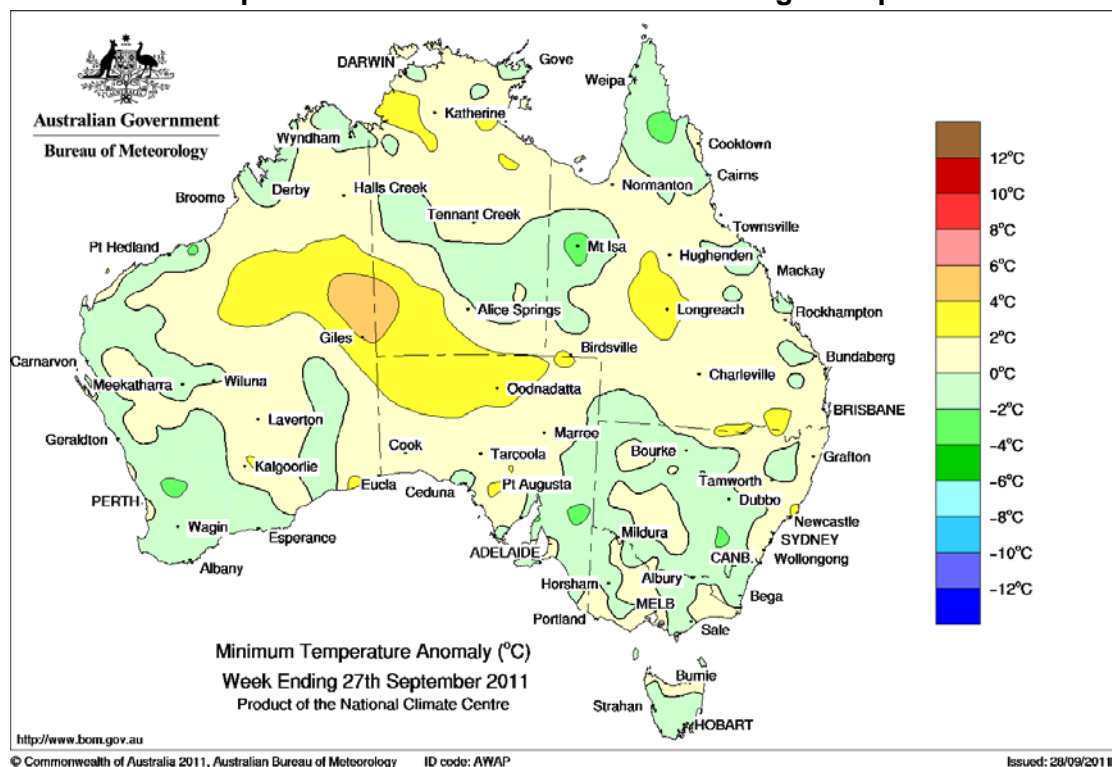 DARWIN
Gove
Weipa
Australian Government
Bureau of Meteorology
Katherine
Wyndham
Cooktown
Cairns
Broome
Derby
Halls Creek
Normanton
Tennant Creek
Townsville
Pt Hedland
Mt Isa
Hughenden
Mackay
Alice Springs
Longreach
Rockhampton
Giles
Birdsville
Carnarvon
Bundaberg
Meekatharra
Wiluna
Oodnadatta
Charleville
Laverton
BRISBANE
Geraldton
Cook
Marree
Tarcoola
Bourke
Grafton
Kalgoorlie
Eucla
Ceduna
Pt Augusta
Tamworth
Dubbo
PERTH
Newcastle
Wagin
Esperance
Mildura
SYDNEY
ADELAIDE
CANB.
Wollongong
Albany
Horsham
Albury
Bega
MELB
Portland
Sale
Burnie
Strahan
HOBART
12°C
10°C
8°C
6°C
4°C
2°C
0°C
−2°C
−4°C
−6°C
−8°C
−10°C
−12°C
Minimum Temperature Anomaly (°C)
Week Ending 27th September 2011
Product of the National Climate Centre
http://www.bom.gov.au
© Commonwealth of Australia 2011, Australian Bureau of Meteorology ID code: AWAP Issued: 28/09/2011